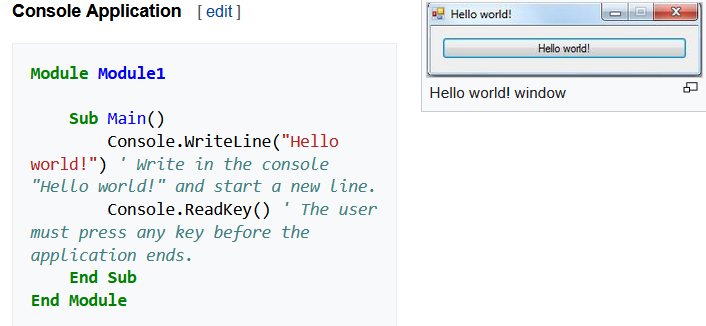 Console Application [ edit ]
Module Module1
Sub Main()
Console.WriteLine("Hello
world!") ' Write in the console
"Hello world!" and start a new line.
Console.ReadKey() ' The user
must press any key before the
application ends.
End Sub
End Module
Hello world!
Hello world!
Hello world! window